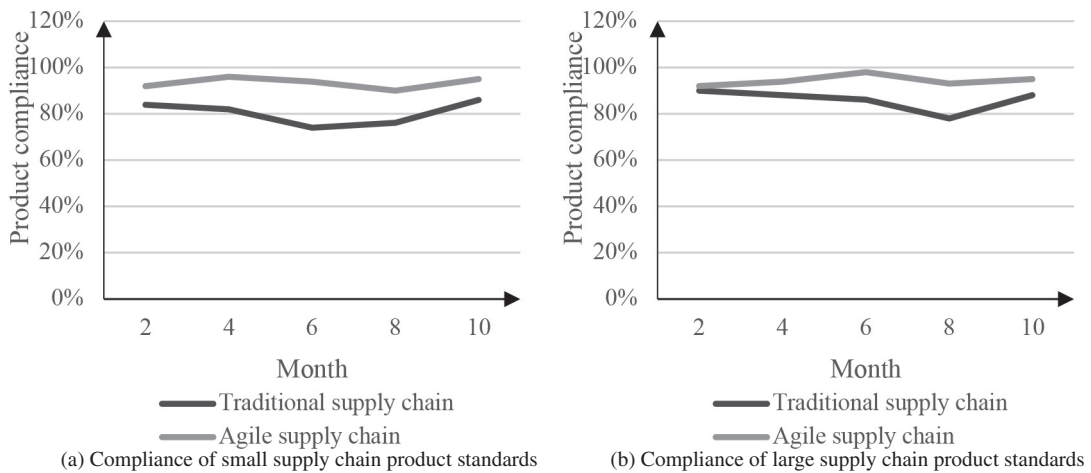 120%
100%
80%
60%
40%
20%
0%
Product compliance
2 4 6 8 10
Month
Traditional supply chain
Agile supply chain
(a) Compliance of small supply chain product standards
120%
100%
80%
60%
40%
20%
0%
Product compliance
2 4 6 8 10
Month
Traditional supply chain
Agile supply chain
(b) Compliance of large supply chain product standards